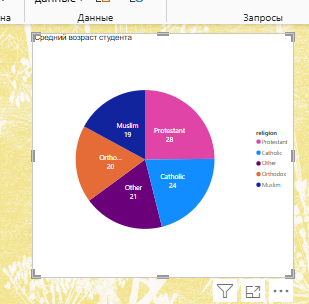 на
данные
Данные
Запросы
Средний возраст студента
Muslim
19
Protestant
28
Ortho...
20
Catholic
24
Other
21
religion
Protestant
Catholic
Other
Orthodox
Muslim